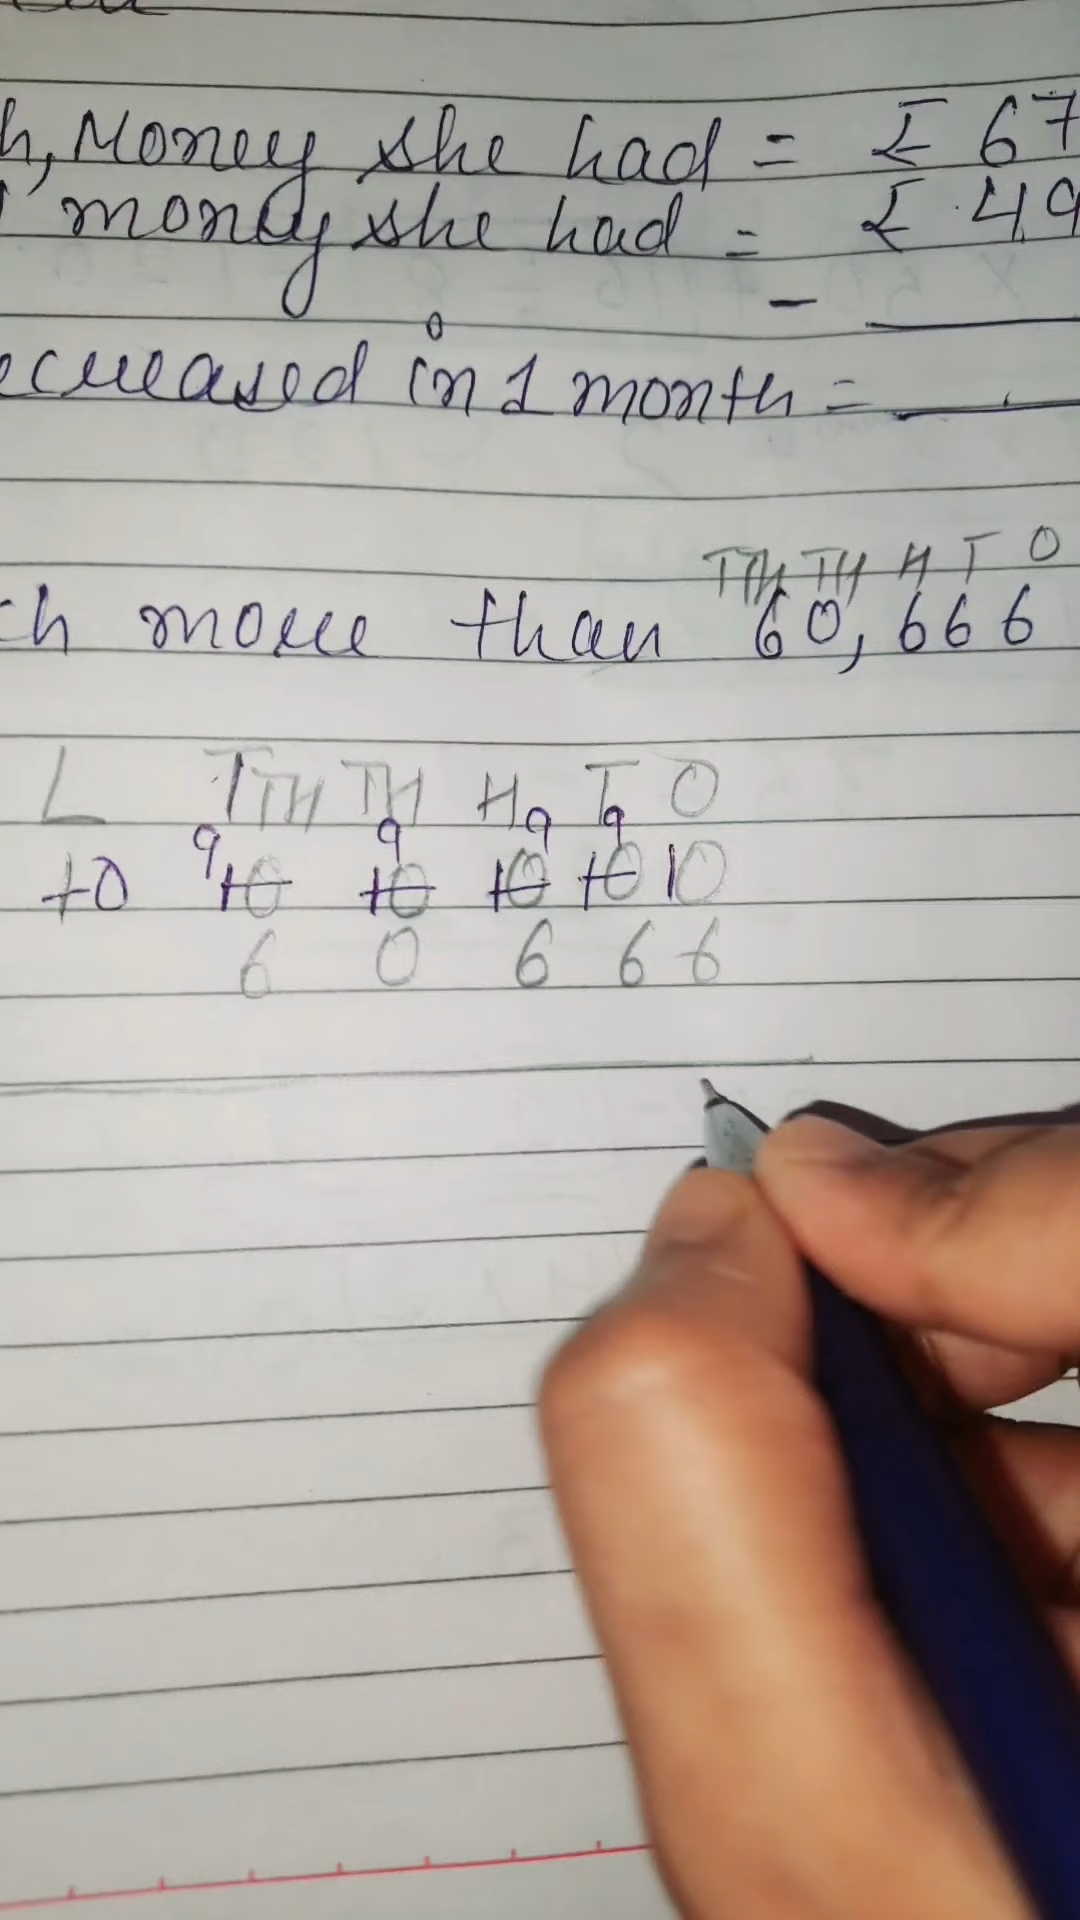 h, Money she had = ₹ 67
money she had = ₹ 49
-
ecreased in 1 month =
ch more than 60,666
TTH TH H T O
L TTH TH H T O
9 9 9 9
10 10 10 10 10 10
6 0 6 6 6